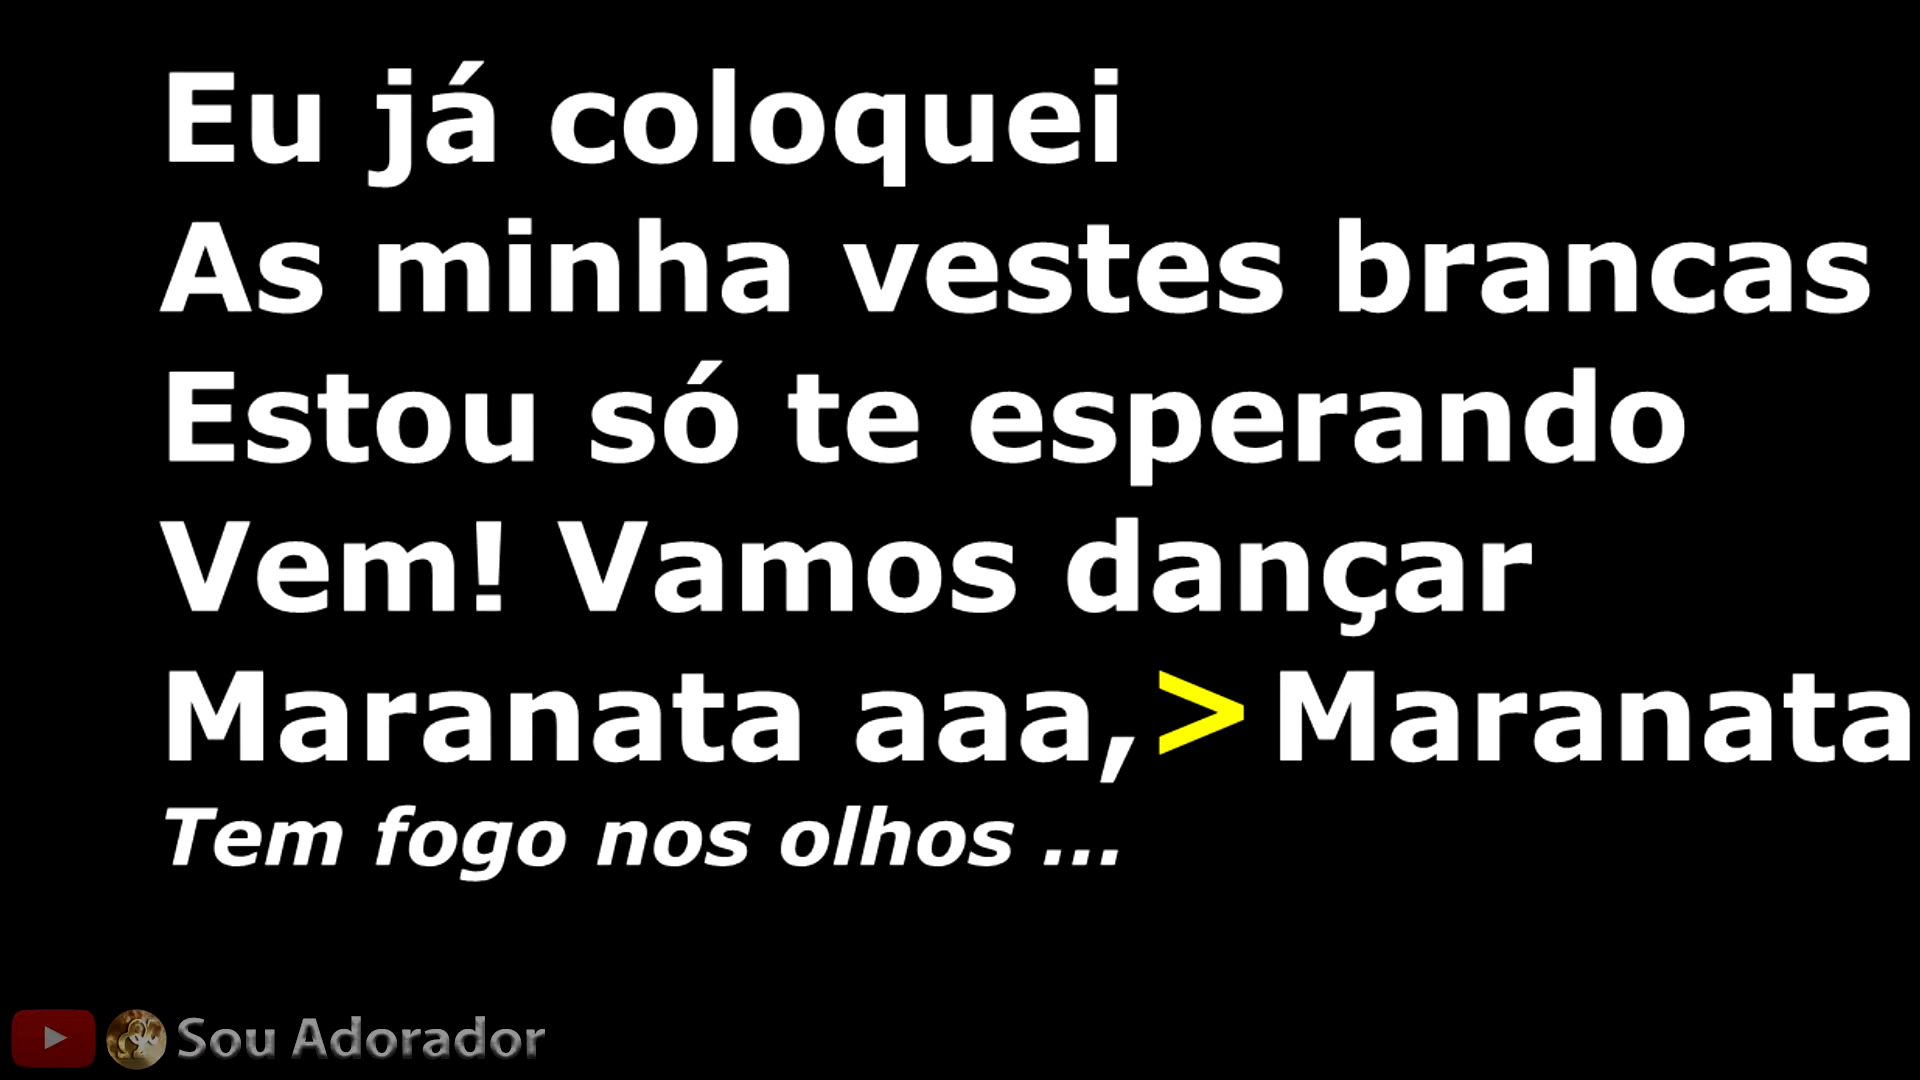 Eu já coloquei
As minha vestes brancas
Estou só te esperando
Vem! Vamos dançar
Maranata aaa,> Maranata
Tem fogo nos olhos ...
Sou Adorador